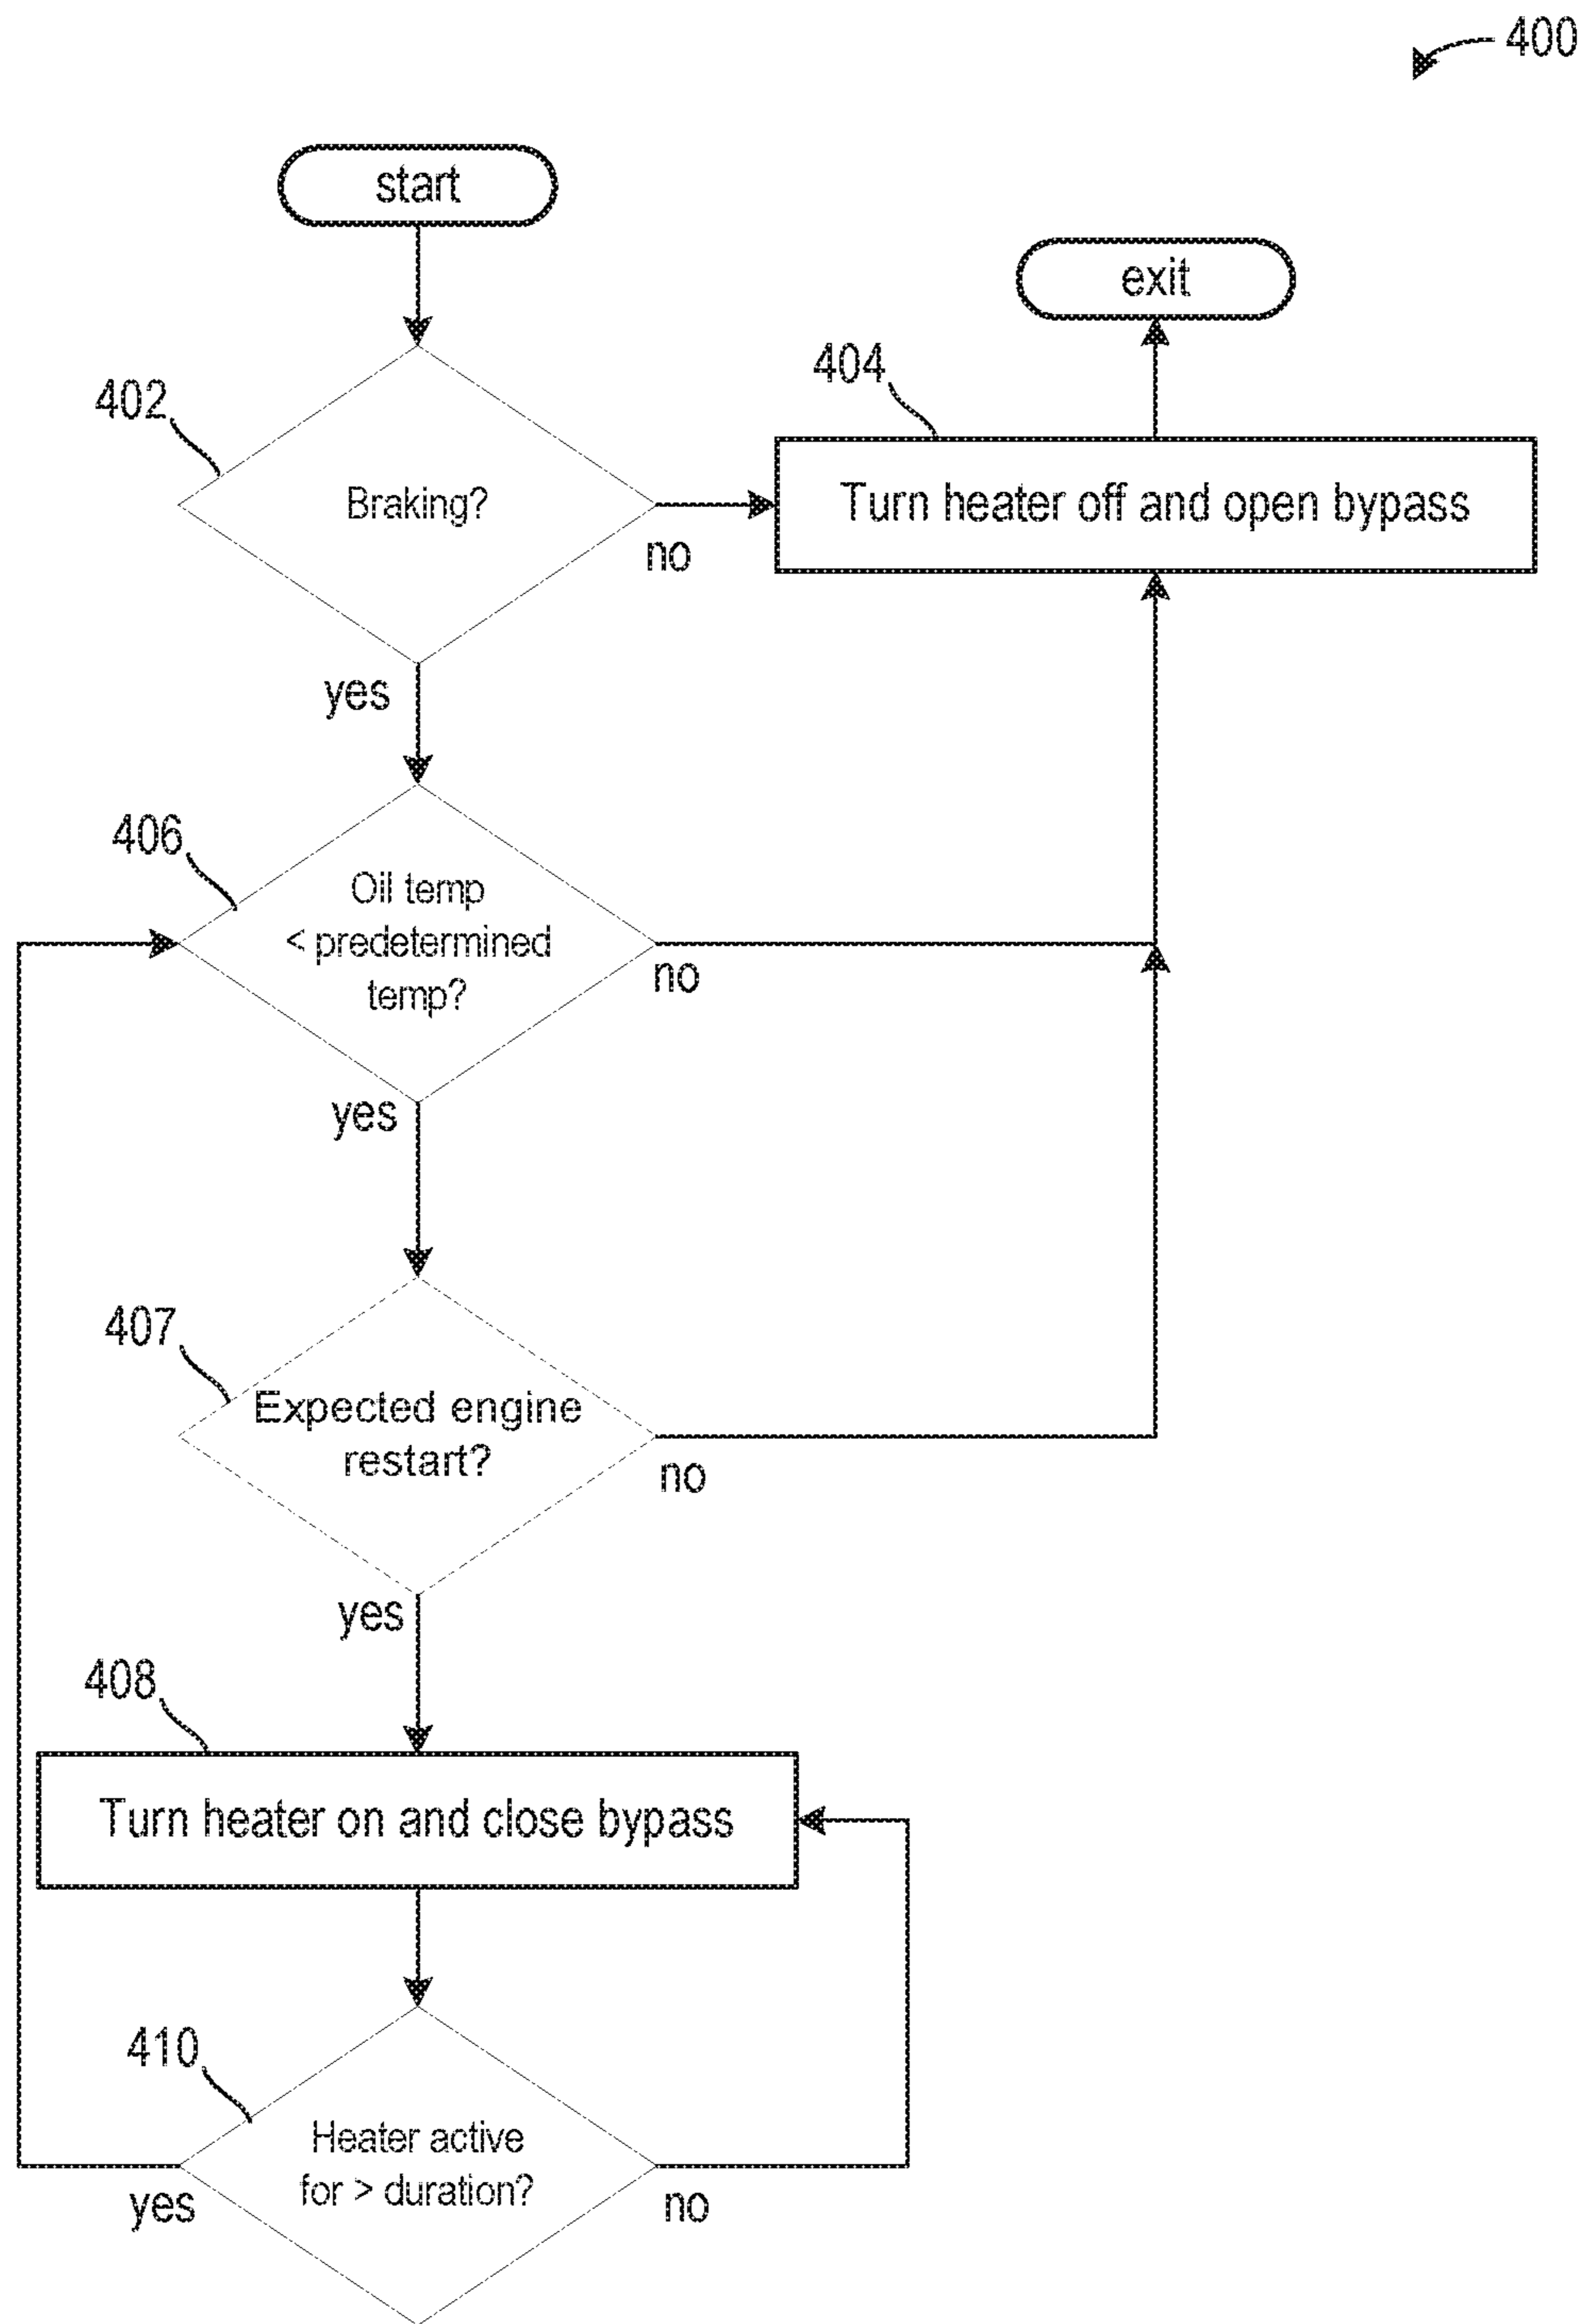 400
start
exit
404
402
Braking?
Turn heater off and open bypass
no
yes
406
Oil temp
< predetermined
temp?
no
yes
407
Expected engine
restart?
no
yes
408
Turn heater on and close bypass
410
Heater active
for > duration?
yes
no